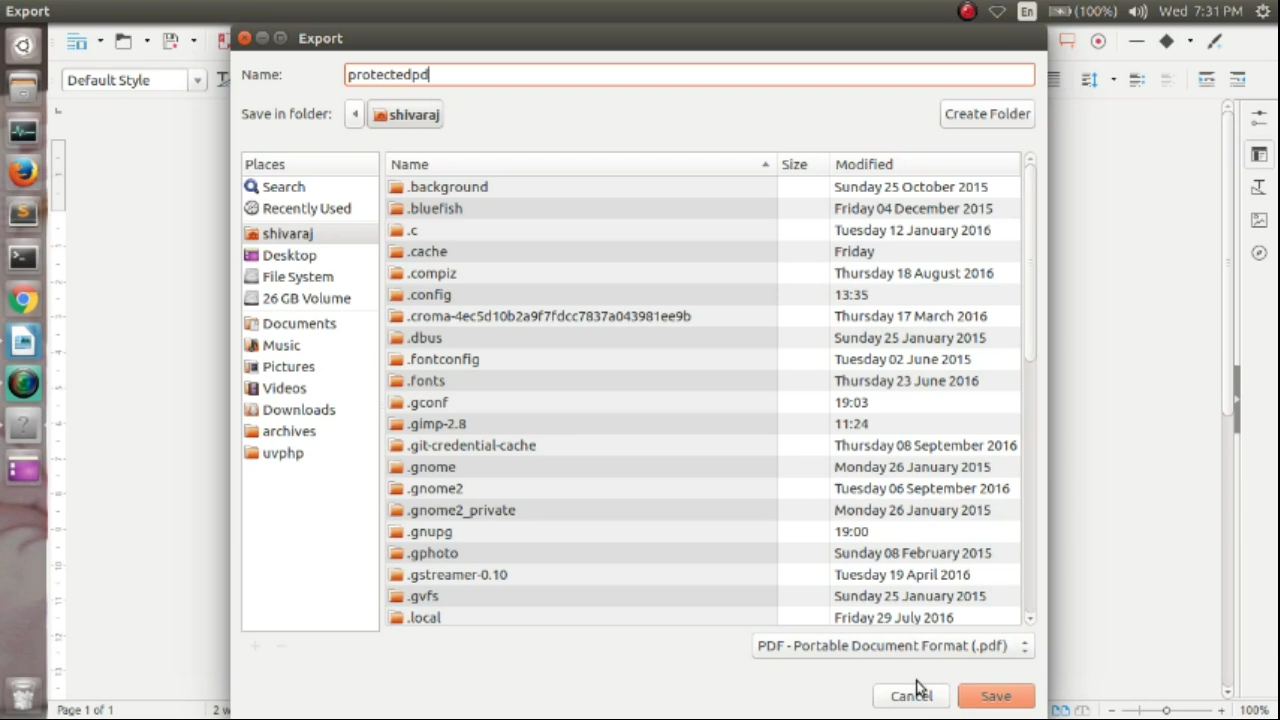 Export
En
(100%)
Wed 7:31 PM
Export
Name:
protectedpd
Default Style
Save in folder:
shivaraj
Create Folder
Places
Name
Size
Modified
Search
.background
Sunday 25 October 2015
Recently Used
.bluefish
Friday 04 December 2015
shivaraj
.c
Tuesday 12 January 2016
Desktop
.cache
Friday
File System
.compiz
Thursday 18 August 2016
26 GB Volume
.config
13:35
Documents
.croma-4ec5d10b2a9f7fdcc7837a043981ee9b
Thursday 17 March 2016
Music
.dbus
Sunday 25 January 2015
Pictures
.fontconfig
Tuesday 02 June 2015
Videos
.fonts
Thursday 23 June 2016
Downloads
.gconf
19:03
archives
.gimp-2.8
11:24
uvphp
.git-credential-cache
Thursday 08 September 2016
.gnome
Monday 26 January 2015
.gnome2
Tuesday 06 September 2016
.gnome2_private
Monday 26 January 2015
.gnupg
19:00
.gphoto
Sunday 08 February 2015
.gstreamer-0.10
Tuesday 19 April 2016
.gvfs
Sunday 25 January 2015
.local
Friday 29 July 2016
PDF - Portable Document Format (.pdf)
Cancel
Save
Page 1 of 1
2 w
100%